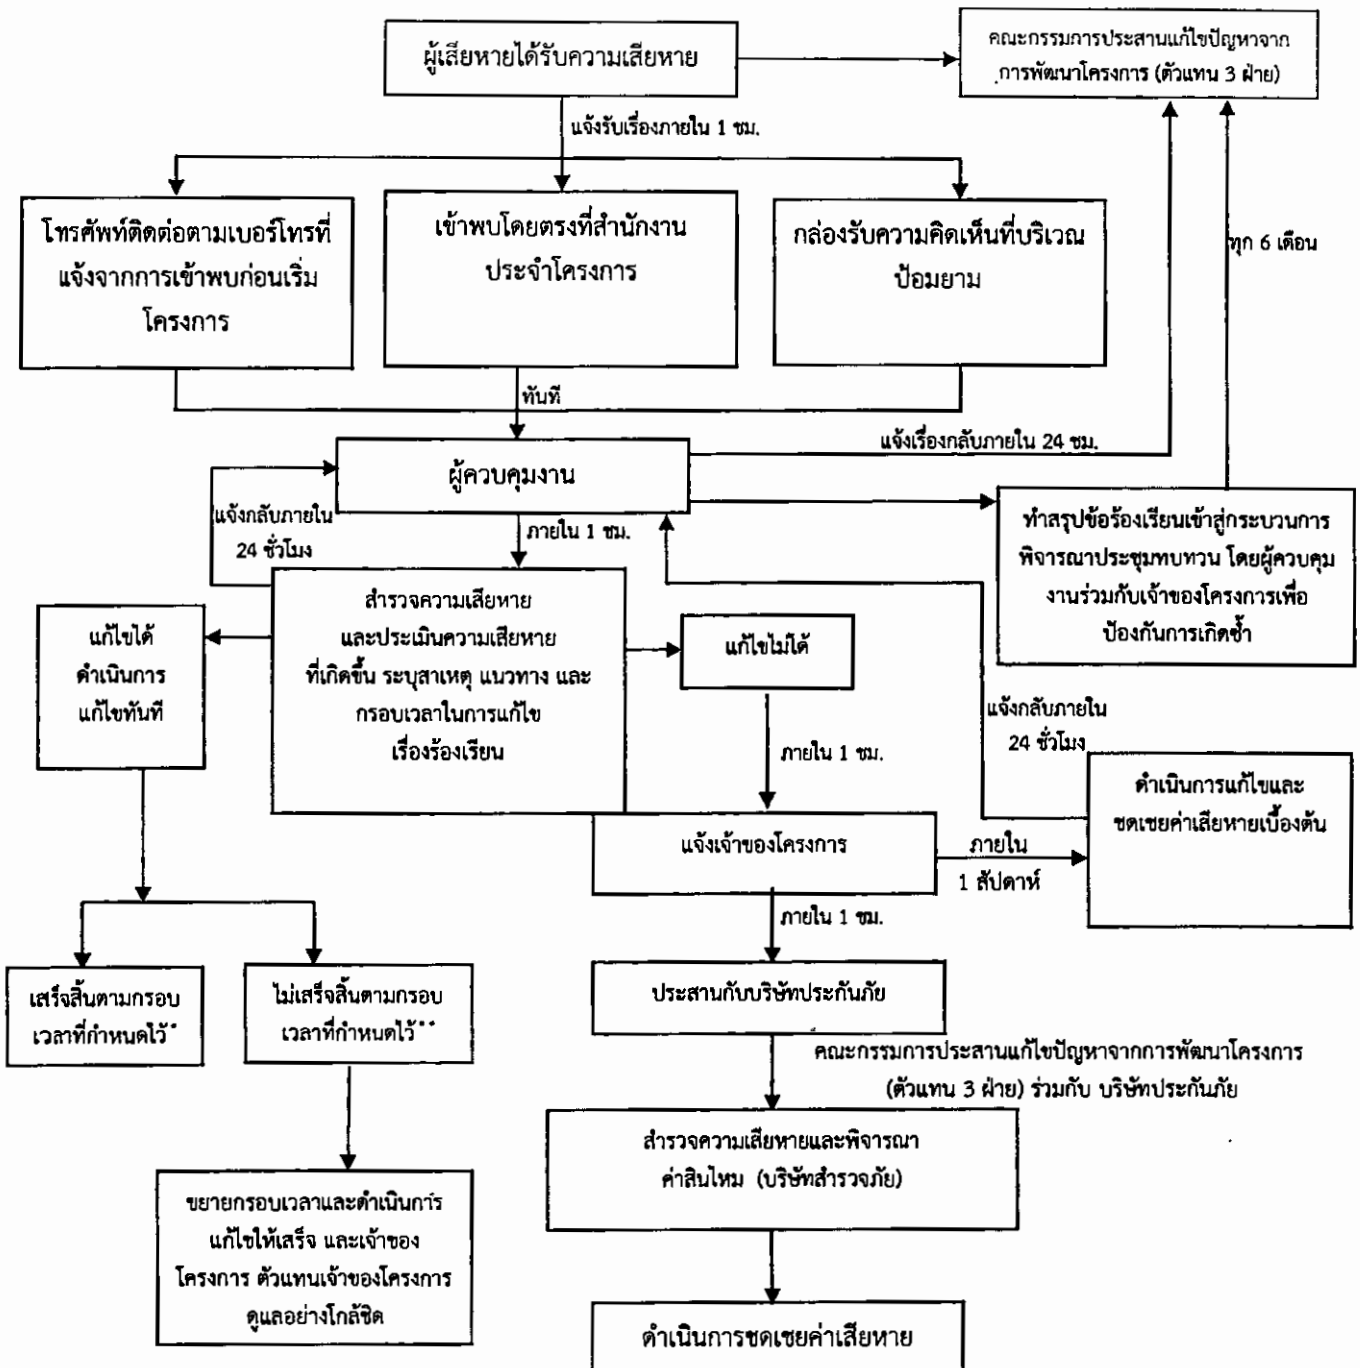 ผู้เสียหายได้รับความเสียหาย
คณะกรรมการประสานแก้ไขปัญหาจาก
การพัฒนาโครงการ (ตัวแทน 3 ฝ่าย)
แจ้งรับเรื่องภายใน 1 ชม.
โทรศัพท์ติดต่อตามเบอร์โทรที่
แจ้งจากการเข้าพบก่อนเริ่ม
โครงการ
เข้าพบโดยตรงที่สำนักงาน
ประจำโครงการ
กล่องรับความคิดเห็นที่บริเวณ
ป้อมยาม
ทุก 6 เดือน
ทันที
ผู้ควบคุมงาน
แจ้งเรื่องกลับภายใน 24 ชม.
แจ้งกลับภายใน
24 ชั่วโมง
ภายใน 1 ชม.
ทำสรุปข้อร้องเรียนเข้าสู่กระบวนการ
พิจารณาประชุมทบทวน โดยผู้ควบคุม
งานร่วมกับเจ้าของโครงการเพื่อ
ป้องกันการเกิดซ้ำ
แก้ไขได้
ดำเนินการ
แก้ไขทันที
สำรวจความเสียหาย
และประเมินความเสียหาย
ที่เกิดขึ้น ระบุสาเหตุ แนวทาง และ
กรอบเวลาในการแก้ไข
เรื่องร้องเรียน
แก้ไขไม่ได้
ภายใน 1 ชม.
แจ้งกลับภายใน
24 ชั่วโมง
ดำเนินการแก้ไขและ
ชดเชยค่าเสียหายเบื้องต้น
แจ้งเจ้าของโครงการ
ภายใน
1 สัปดาห์
ภายใน 1 ชม.
เสร็จสิ้นตามกรอบ
เวลาที่กำหนดไว้*
ไม่เสร็จสิ้นตามกรอบ
เวลาที่กำหนดไว้**
ประสานกับบริษัทประกันภัย
คณะกรรมการประสานแก้ไขปัญหาจากการพัฒนาโครงการ
(ตัวแทน 3 ฝ่าย) ร่วมกับ บริษัทประกันภัย
สำรวจความเสียหายและพิจารณา
ค่าสินไหม (บริษัทสำรวจภัย)
ขยายกรอบเวลาและดำเนินการ
แก้ไขให้เสร็จ และเจ้าของ
โครงการ ตัวแทนเจ้าของโครงการ
ดูแลอย่างใกล้ชิด
ดำเนินการชดเชยค่าเสียหาย